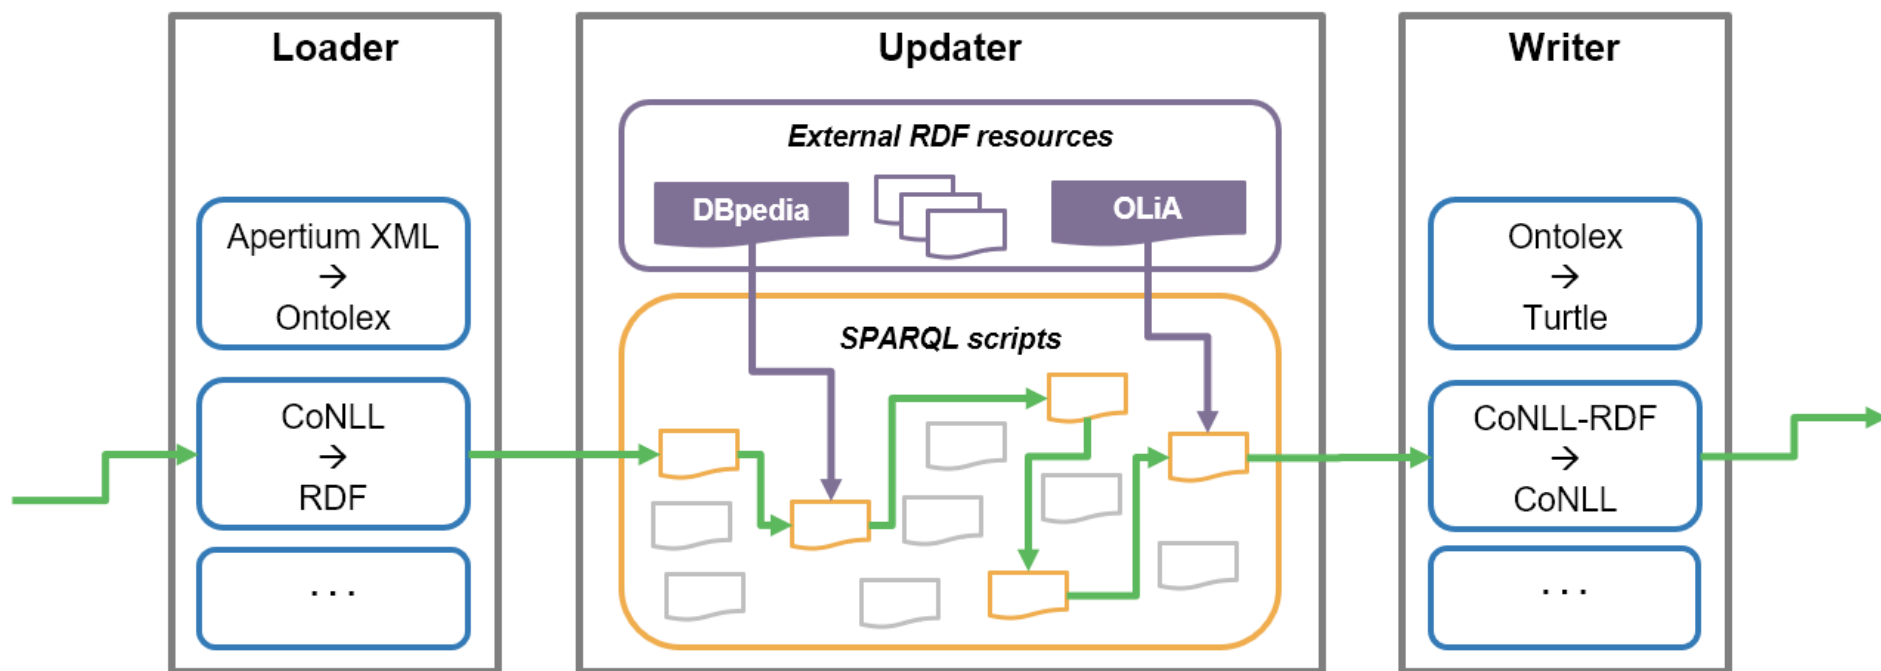 Loader
Apertium XML
→
Ontolex
CoNLL
→
RDF
...
Updater
External RDF resources
DBpedia
OLiA
SPARQL scripts
Writer
Ontolex
→
Turtle
CoNLL-RDF
→
CoNLL
...